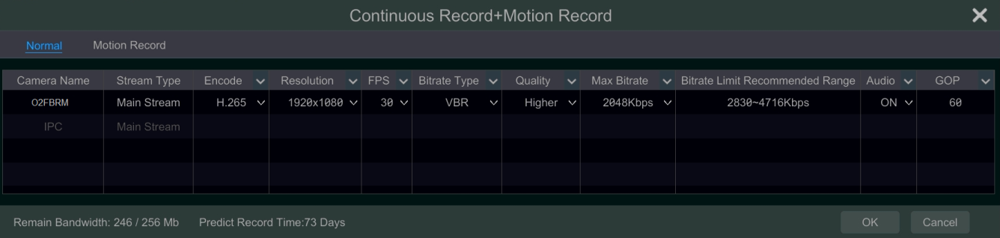 Continuous Record+Motion Record
Normal Motion Record
Camera Name Stream Type Encode Resolution FPS Bitrate Type Quality Max Bitrate Bitrate Limit Recommended Range Audio GOP
O2FBRM Main Stream H.265 1920x1080 30 VBR Higher 2048Kbps 2830~4716Kbps ON 60
IPC Main Stream
Remain Bandwidth: 246 / 256 Mb Predict Record Time:73 Days OK Cancel